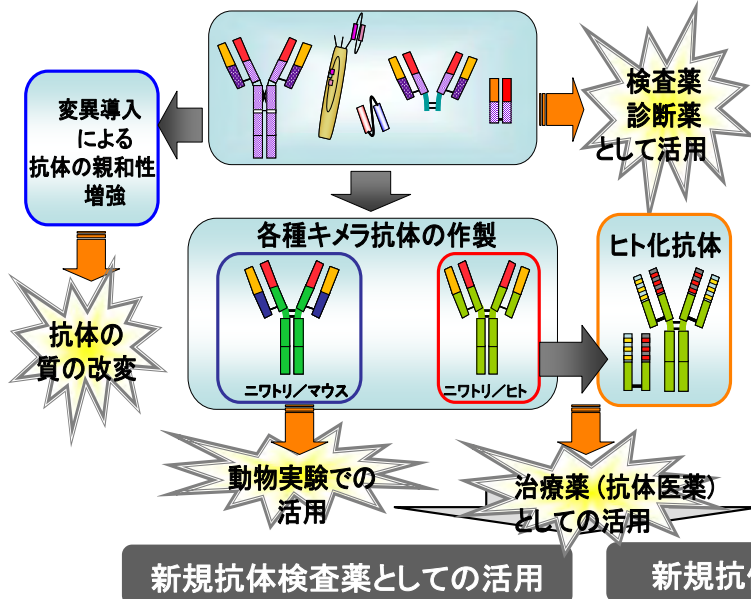 変異導入
による
抗体の親和性
増強
検査薬
診断薬
として活用
各種キメラ抗体の作製
ヒト化抗体
抗体の
質の改変
ニワトリ／マウス
ニワトリ／ヒト
動物実験での
活用
治療薬（抗体医薬）
としての活用
新規抗体検査薬としての活用
新規抗